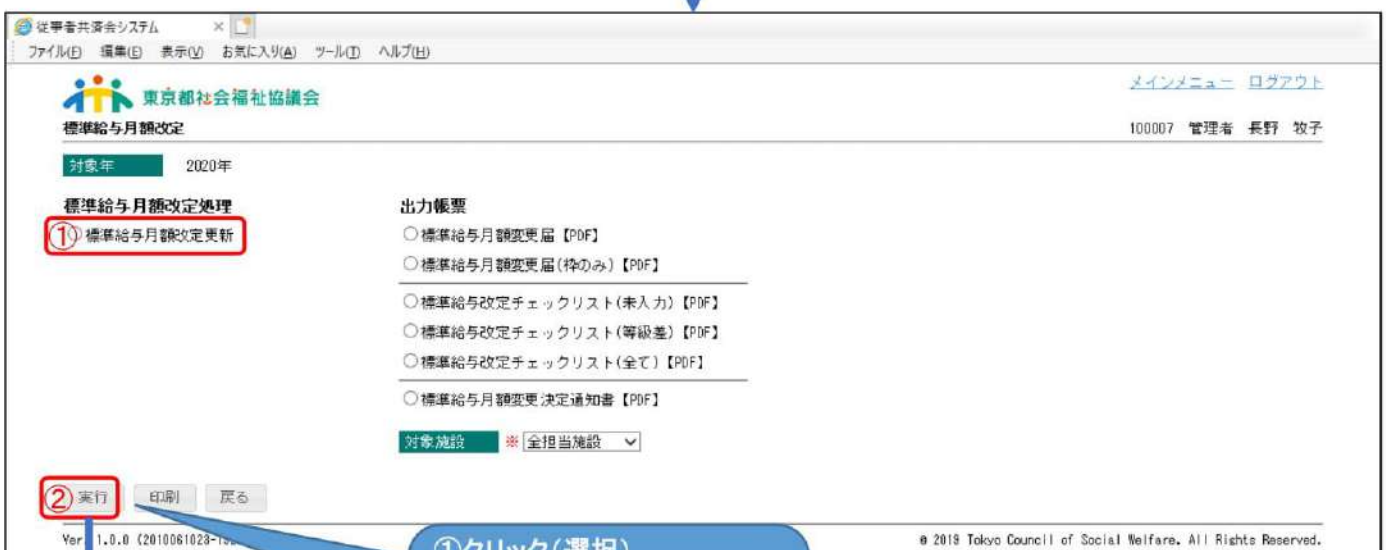 従事者共済会システム ×
ファイル(F) 編集(E) 表示(V) お気に入り(A) ツール(T) ヘルプ(H)
東京都社会福祉協議会
メインメニュー ログアウト
標準給与月額改定
100007 管理者 長野 牧子
対象年 2020年
標準給与月額改定処理
出力帳票
① 標準給与月額改定更新
○標準給与月額変更届【PDF】
○標準給与月額変更届(枠のみ)【PDF】
○標準給与改定チェックリスト(未入力)【PDF】
○標準給与改定チェックリスト(等級差)【PDF】
○標準給与改定チェックリスト(全て)【PDF】
○標準給与月額変更決定通知書【PDF】
対象施設 ※ 全担当施設
② 実行 印刷 戻る
①クリック(選択)
Ver 1.0.0
© 2019 Tokyo Council of Social Welfare. All Rights Reserved.